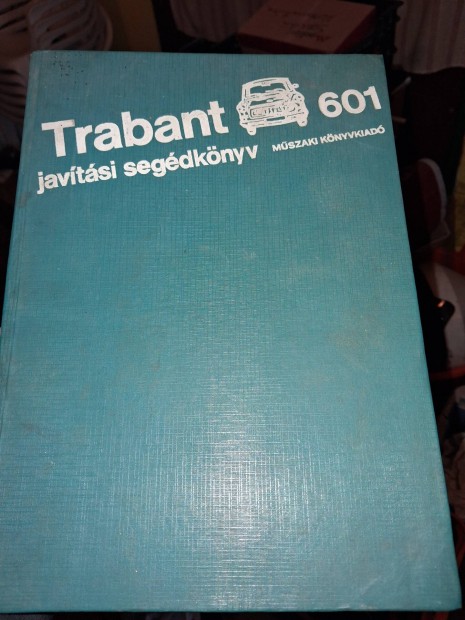 Trabant 601
javítási segédkönyv MŰSZAKI KÖNYVKIADÓ